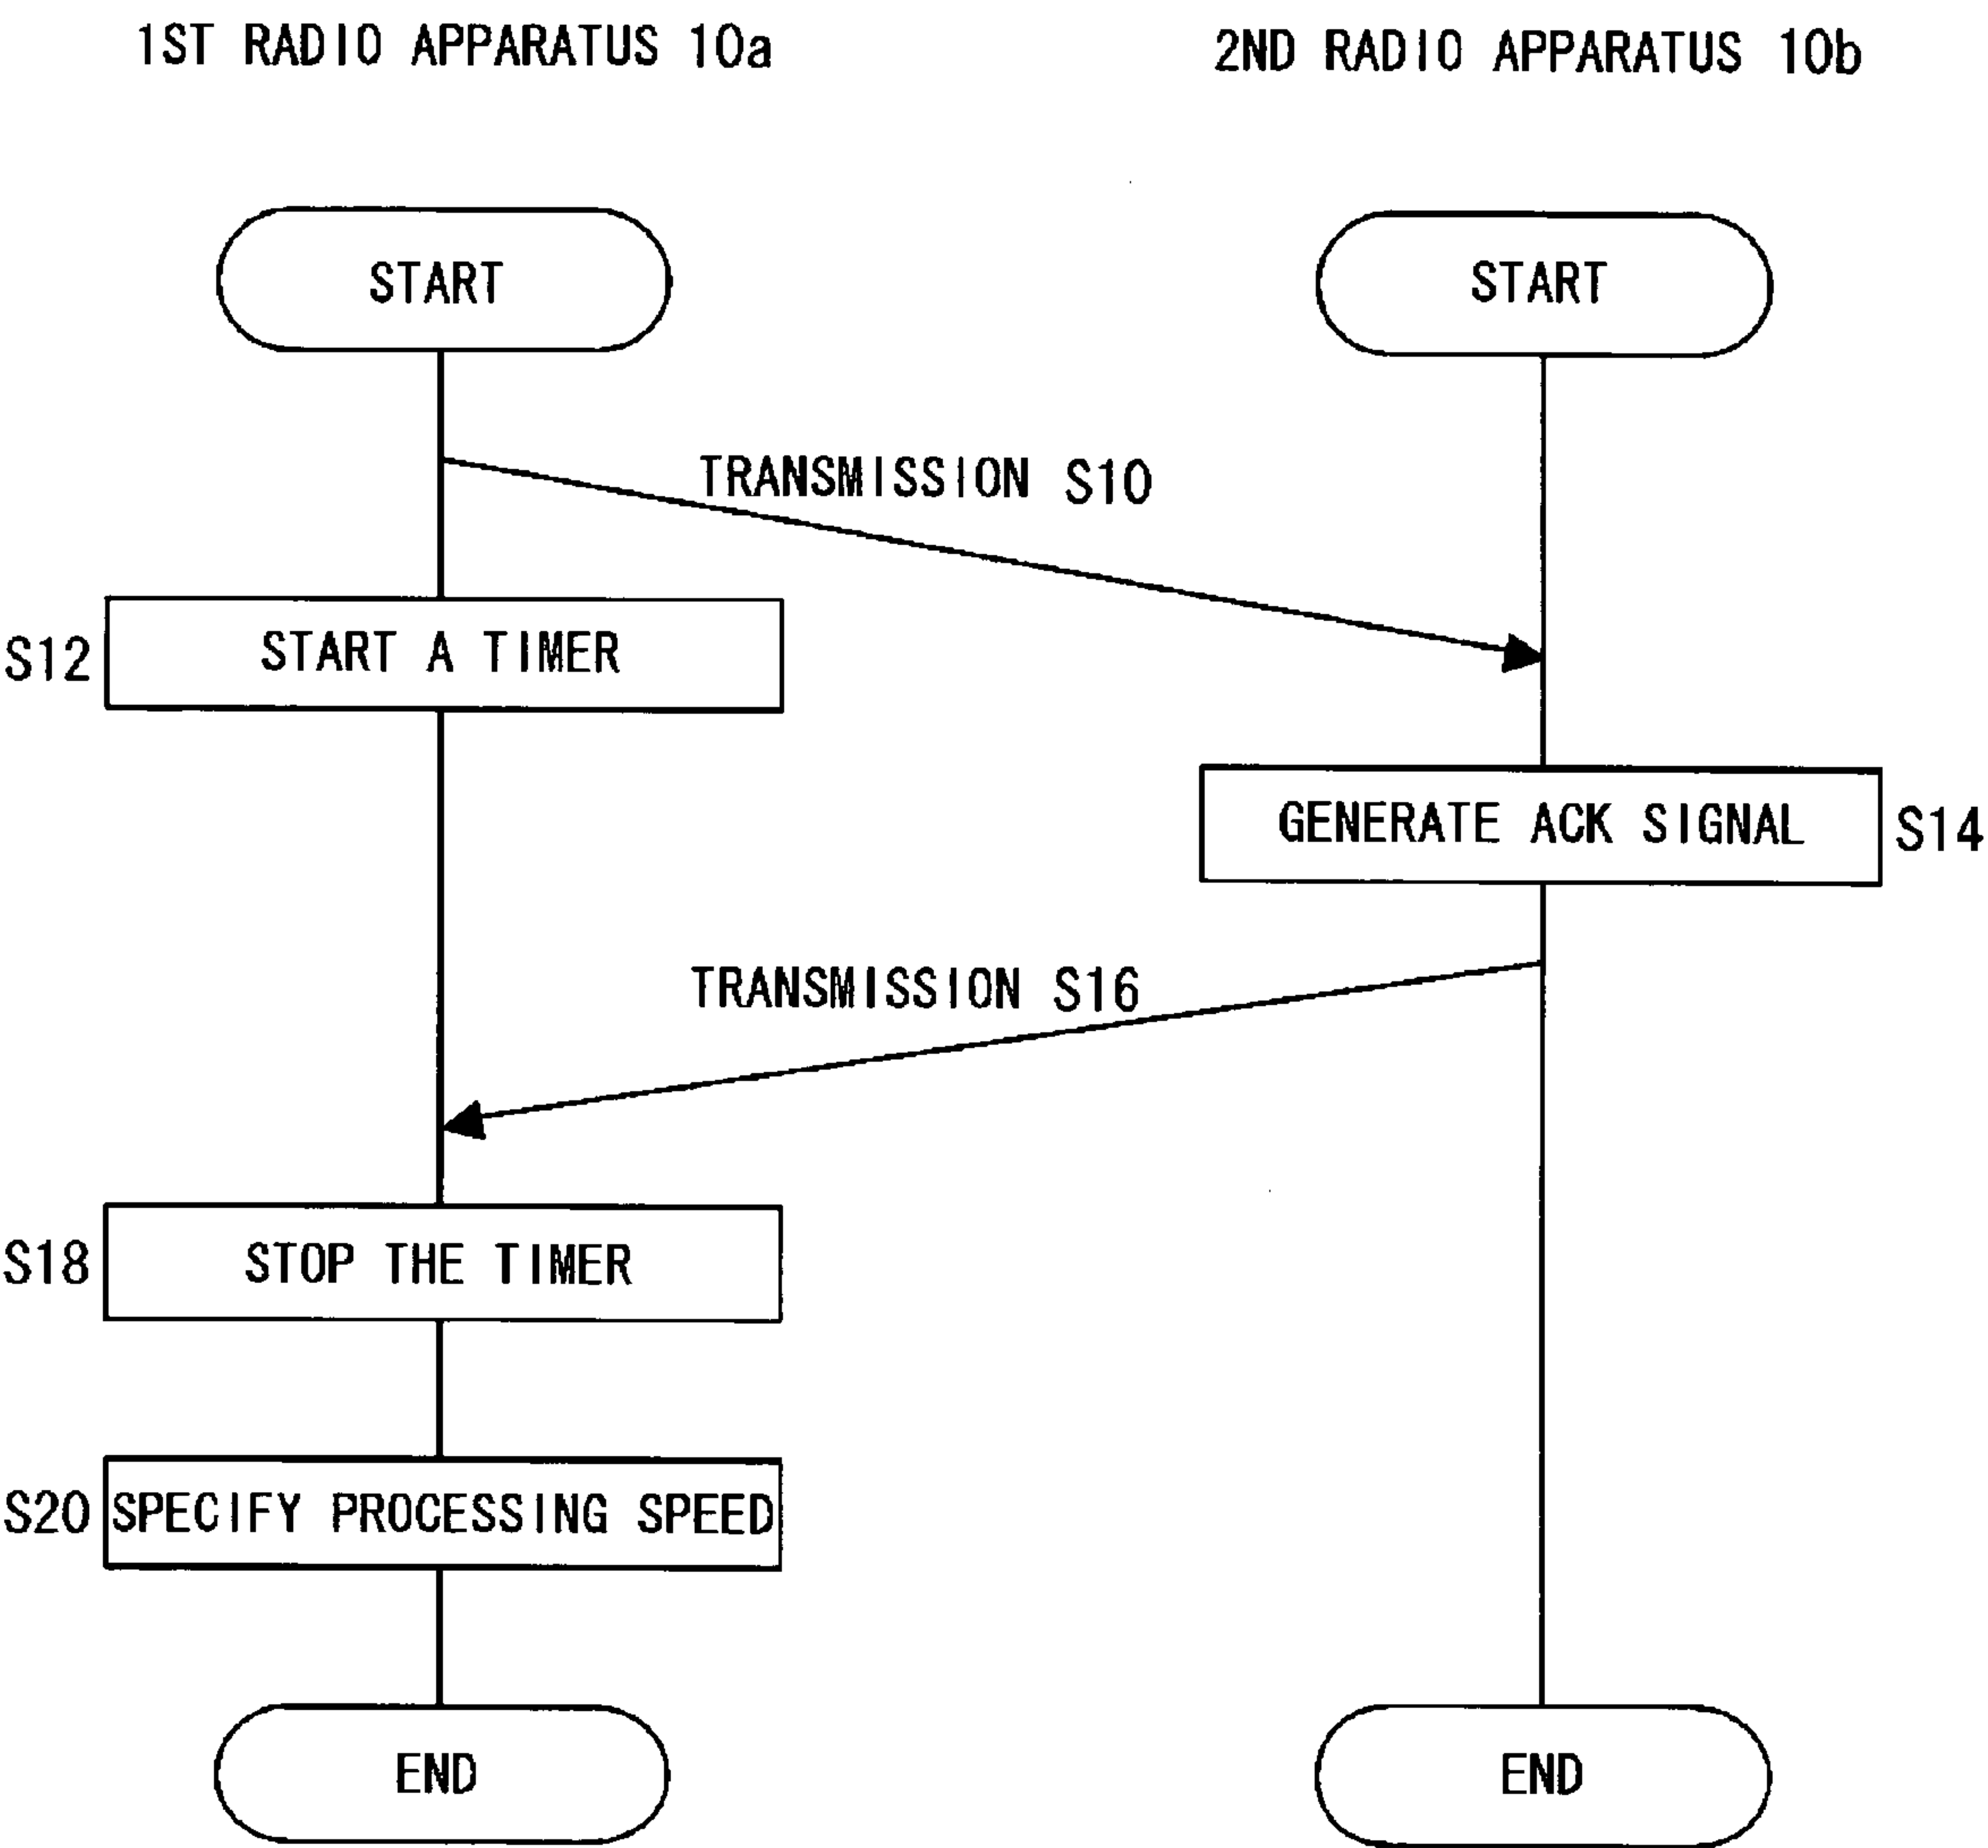 1ST RADIO APPARATUS 10a
2ND RADIO APPARATUS 10b
START
START
TRANSMISSION S10
S12
START A TIMER
GENERATE ACK SIGNAL
S14
TRANSMISSION S16
S18
STOP THE TIMER
S20
SPECIFY PROCESSING SPEED
END
END